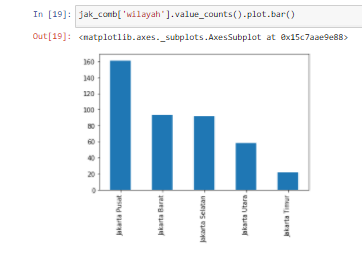 In [19]: jak_comb['wilayah'].value_counts().plot.bar()
Out[19]: <matplotlib.axes._subplots.AxesSubplot at 0x15c7aae9e88>
160
140
120
100
80
60
40
20
0
Jakarta Pusat
Jakarta Barat
Jakarta Selatan
Jakarta Utara
Jakarta Timur